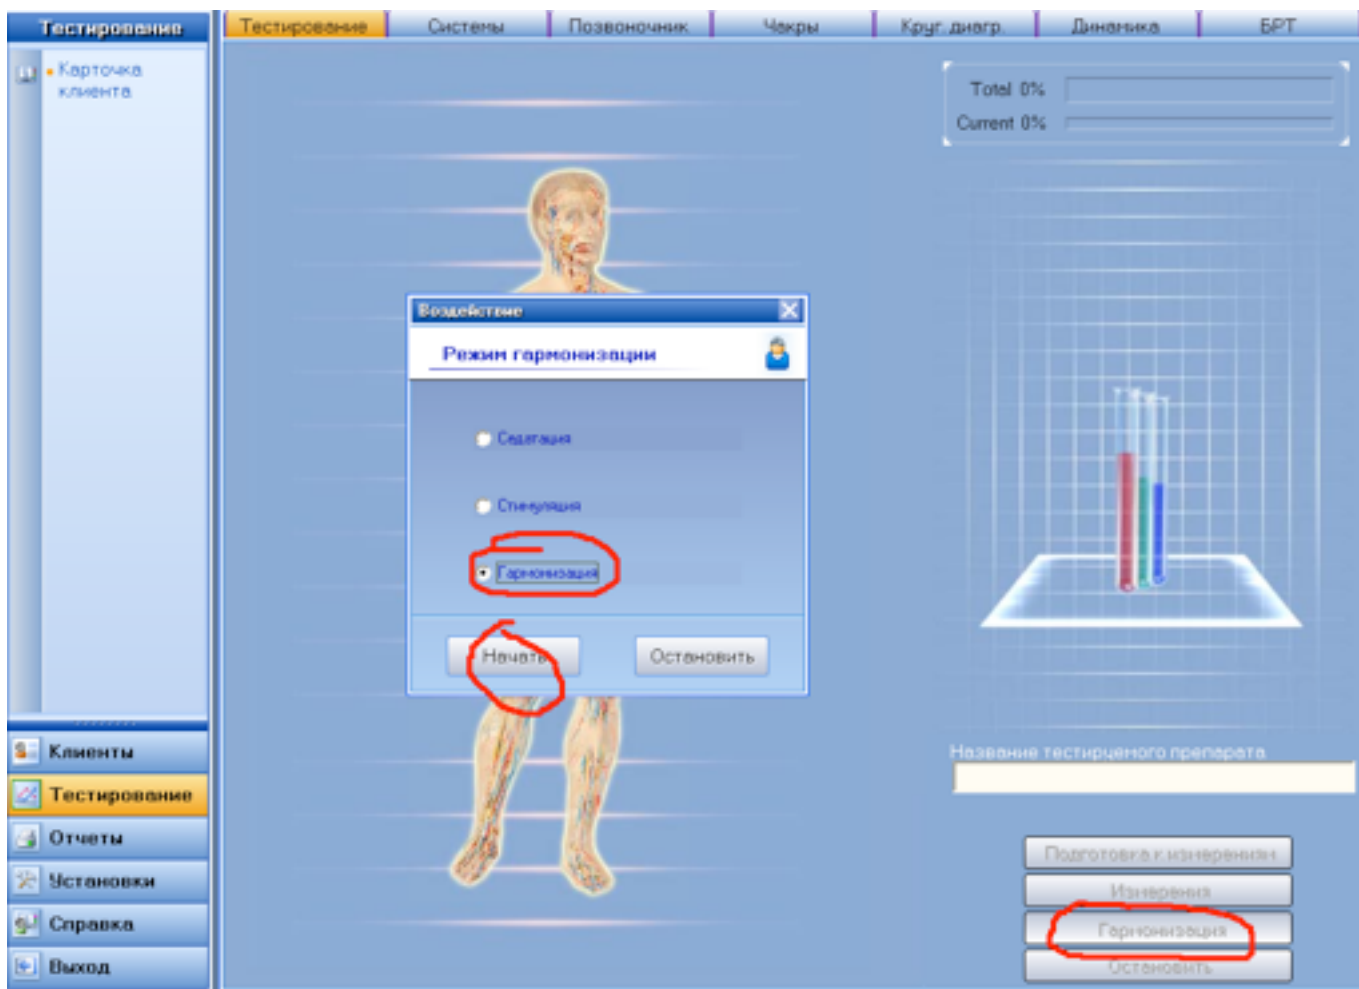 Тестирование
Тестирование
Системы
Позвоночник
Чакры
Круг. диагр.
Динамика
БРТ
Карточка
клиента
Total 0%
Current 0%
Воздействие
Режим гармонизации
Седатация
Стимуляция
Гармонизация
Начать
Остановить
Клиенты
Тестирование
Отчеты
Установки
Справка
Выход
Название тестируемого препарата
Подготовка к измерениям
Измерения
Гармонизация
Остановить